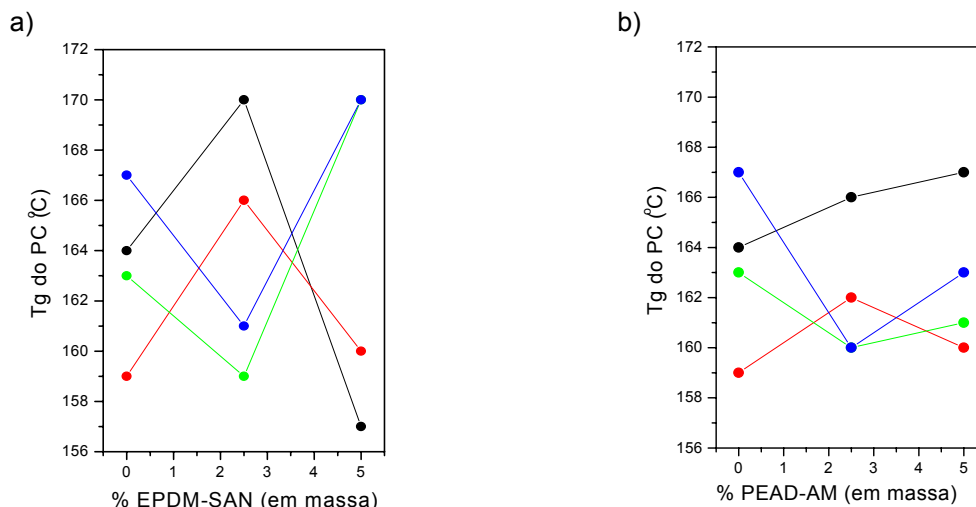 a)
172
170
168
166
164
162
160
158
156
Tg do PC (ºC)
0 1 2 3 4 5
% EPDM-SAN (em massa)
b)
172
170
168
166
164
162
160
158
156
Tg do PC (ºC)
0 1 2 3 4 5
% PEAD-AM (em massa)